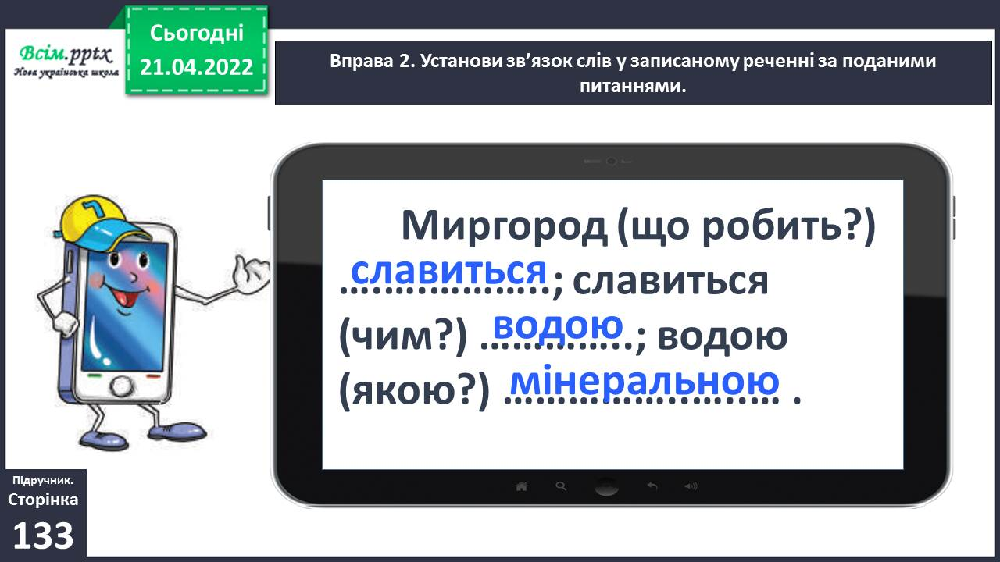 Всім.pptx
Нова українська школа
Сьогодні
21.04.2022
Вправа 2. Установи зв’язок слів у записаному реченні за поданими
питаннями.
Миргород (що робить?)
славиться
...................; славиться
(чим?) водою ..............; водою
(якою?) мінеральною ......................... .
Підручник.
Сторінка
133